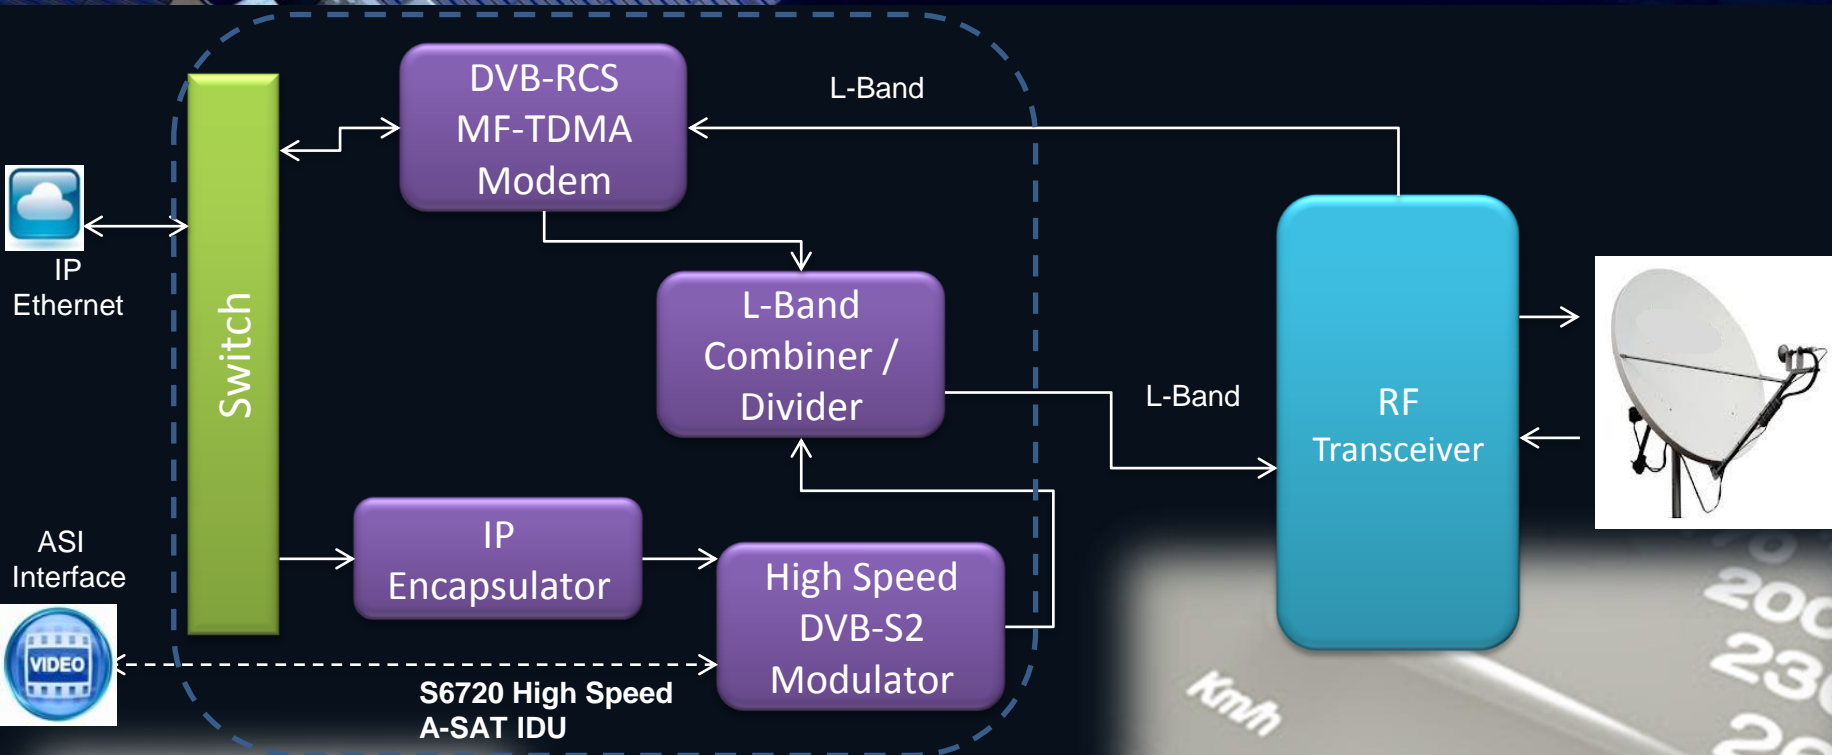 DVB-RCS
MF-TDMA
Modem
L-Band
IP
Ethernet
Switch
L-Band
Combiner /
Divider
L-Band
RF
Transceiver
ASI
Interface
VIDEO
IP
Encapsulator
High Speed
DVB-S2
Modulator
S6720 High Speed
A-SAT IDU
Km/h
200